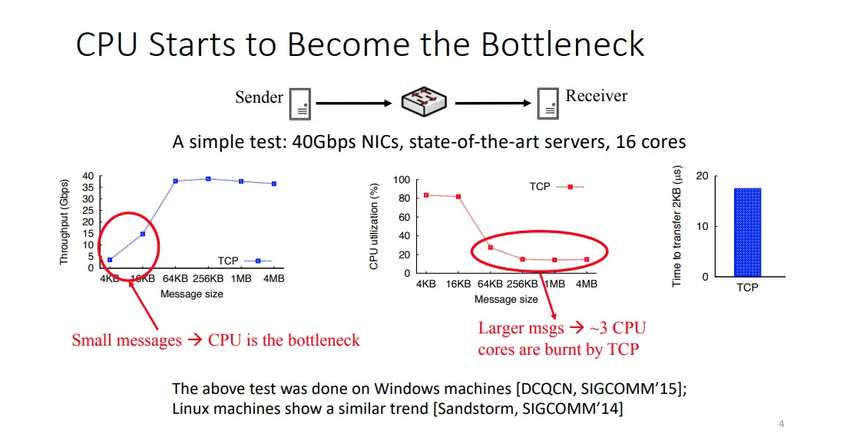 CPU Starts to Become the Bottleneck
Sender
Receiver
A simple test: 40Gbps NICs, state-of-the-art servers, 16 cores
Throughput (Gbps)
40
35
30
25
20
15
10
5
0
TCP
4KB 16KB 64KB 256KB 1MB 4MB
Message size
CPU utilization (%)
100
80
60
40
20
0
TCP
4KB 16KB 64KB 256KB 1MB 4MB
Message size
Time to transfer 2KB (μs)
20
10
0
TCP
Small messages → CPU is the bottleneck
Larger msgs → ~3 CPU
cores are burnt by TCP
The above test was done on Windows machines [DCQCN, SIGCOMM’15];
Linux machines show a similar trend [Sandstorm, SIGCOMM’14]
4